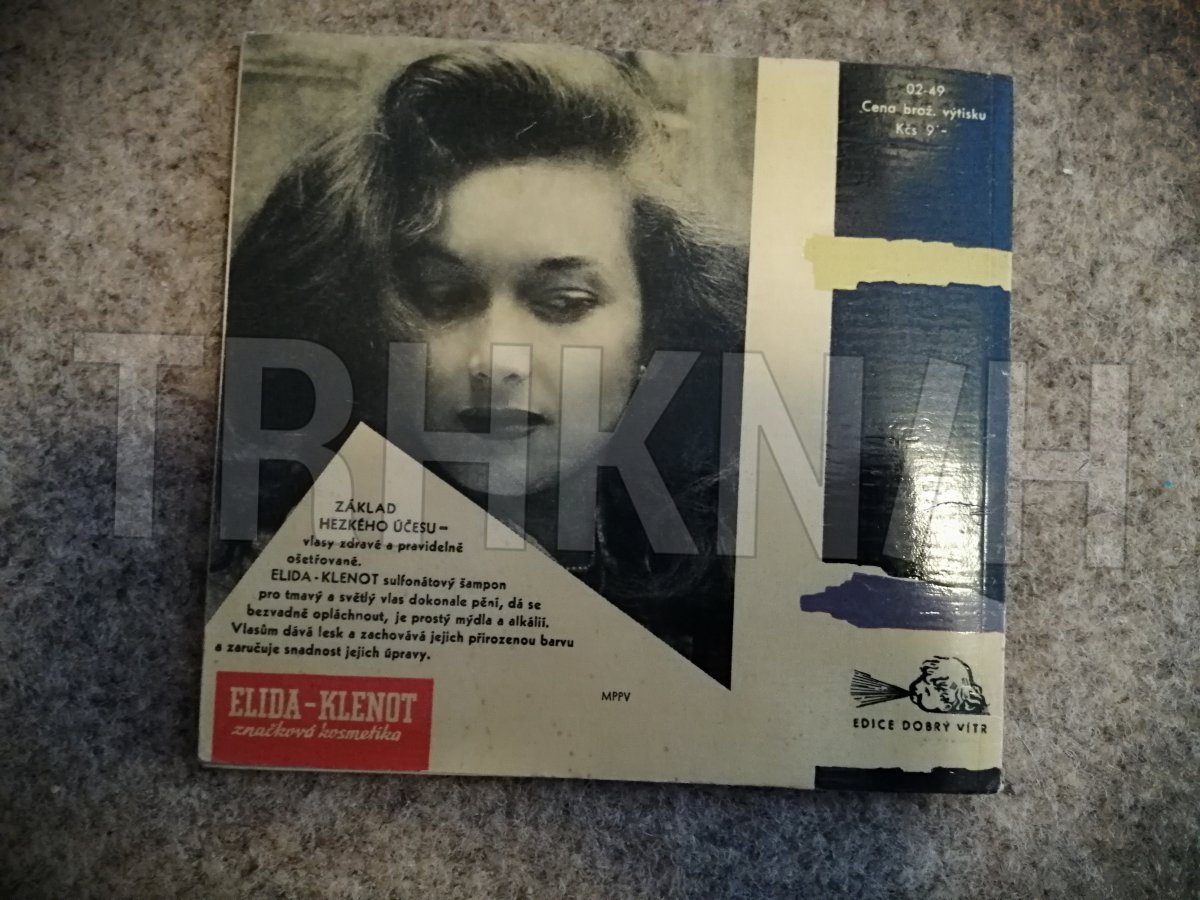 02-49
Cena brož. výtisku
Kčs 9·-
ZÁKLAD
HEZKÉHO ÚČESU -
vlasy zdravé a pravidelně
ošetřované.
ELIDA - KLENOT sulfonátový šampon
pro tmavý a světlý vlas dokonale pění, dá se
bezvadně opláchnout, je prostý mýdla a alkálií.
Vlasům dává lesk a zachovává jejich přirozenou barvu
a zaručuje snadnost jejich úpravy.
ELIDA-KLENOT
značková kosmetika
MPPV
EDICE DOBRÝ VÍTR
TRHKNIH